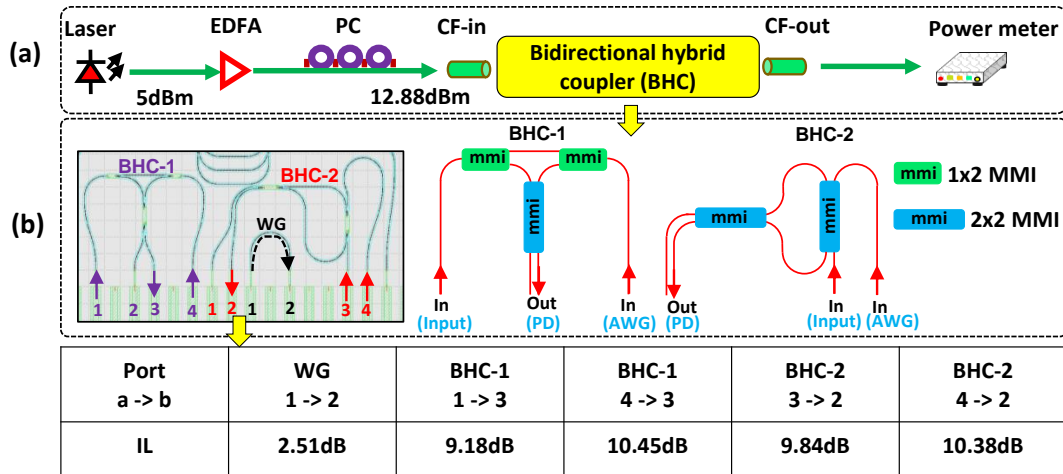 (a)
Laser
EDFA
PC
CF-in
Bidirectional hybrid
coupler (BHC)
CF-out
Power meter
5dBm
12.88dBm
(b)
BHC-1
BHC-2
WG
1
2
3
4
1
2
1
2
3
4
BHC-1
mmi
mmi
mmi
In
(Input)
Out
(PD)
In
(AWG)
BHC-2
mmi
mmi
Out
(PD)
In
(Input)
In
(AWG)
mmi 1x2 MMI
mmi 2x2 MMI
Port WG BHC-1 BHC-1 BHC-2 BHC-2
a -> b 1 -> 2 1 -> 3 4 -> 3 3 -> 2 4 -> 2
IL 2.51dB 9.18dB 10.45dB 9.84dB 10.38dB